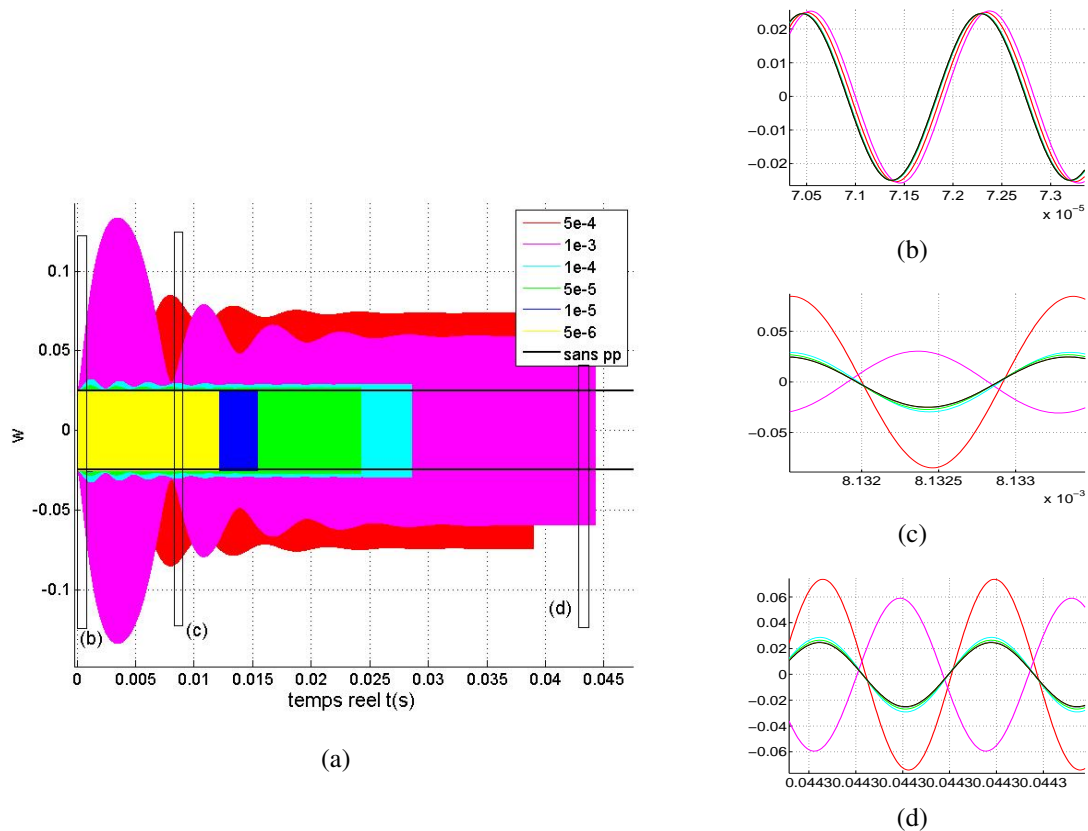 0.1
0.05
0
-0.05
-0.1
w
5e-4
1e-3
1e-4
5e-5
1e-5
5e-6
sans pp
(b)
(c)
(d)
0 0.005 0.01 0.015 0.02 0.025 0.03 0.035 0.04 0.045
temps reel t(s)
(a)
0.02
0.01
0
−0.01
−0.02
7.05 7.1 7.15 7.2 7.25 7.3
x 10−5
(b)
0.05
0
−0.05
8.132 8.1325 8.133
x 10−3
(c)
0.06
0.04
0.02
0
−0.02
−0.04
−0.06
0.04430.04430.04430.04430.04430.0443
(d)